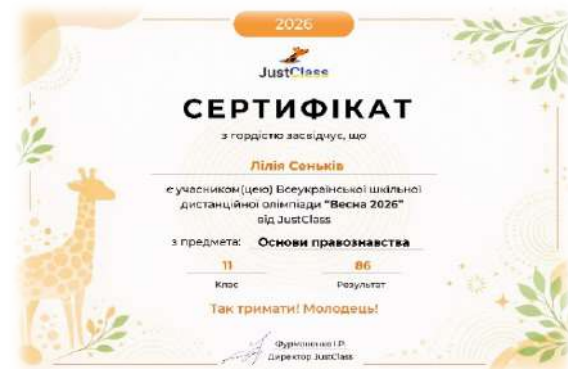 2026
JustClass
СЕРТИФІКАТ
з гордістю засвідчує, що
Лілія Сеньків
є учасником(цею) Всеукраїнської шкільної
дистанційної олімпіади "Весна 2026"
від JustClass
з предмета: Основи правознавства
11 86
Клас Результат
Так тримати! Молодець!
І.Р.
Директор JustClass